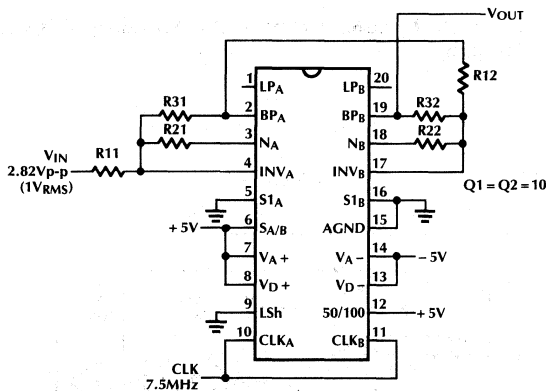 VOUT
R12
1 LPA
LPB 20
R31
2 BPA
BPB 19
R32
R21
3 NA
NB 18
R22
VIN
2.82Vp-p
(1VRMS)
R11
4 INVA
INVB 17
Q1 = Q2 = 10
5 S1A
S1B 16
+ 5V
6 SA/B
AGND 15
7 VA +
VA − 14
− 5V
8 VD +
VD − 13
9 LSh
50/100 12
+ 5V
10 CLKA
CLKB 11
CLK
7.5MHz